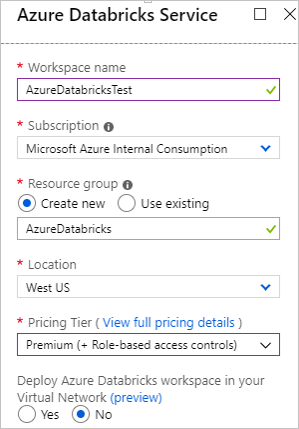 Azure Databricks Service
* Workspace name
AzureDatabricksTest
* Subscription
Microsoft Azure Internal Consumption
* Resource group
Create new Use existing
AzureDatabricks
* Location
West US
* Pricing Tier ( View full pricing details )
Premium (+ Role-based access controls)
Deploy Azure Databricks workspace in your
Virtual Network (preview)
Yes No